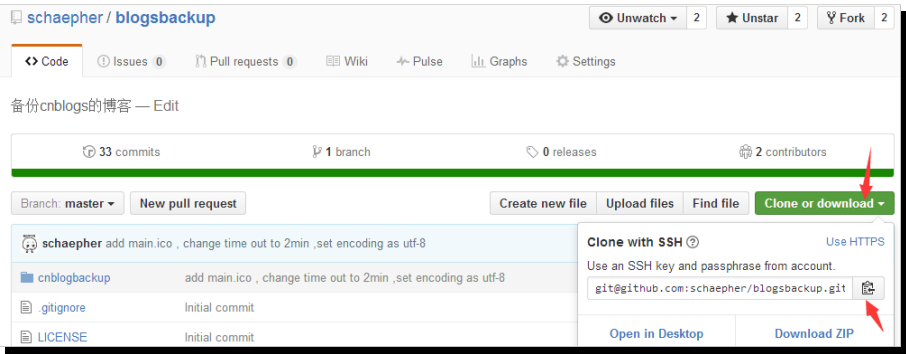 schaepher / blogsbackup
Unwatch 2 Unstar 2 Fork 2
Code Issues 0 Pull requests 0 Wiki Pulse Graphs Settings
备份cnblogs的博客 — Edit
33 commits 1 branch 0 releases 2 contributors
Branch: master New pull request Create new file Upload files Find file Clone or download
schaepher add main.ico , change time out to 2min ,set encoding as utf-8
Clone with SSH Use HTTPS
Use an SSH key and passphrase from account.
cnblogbackup add main.ico , change time out to 2min ,set encoding as utf-8
git@github.com:schaepher/blogsbackup.git
.gitignore Initial commit
LICENSE Initial commit
Open in Desktop Download ZIP